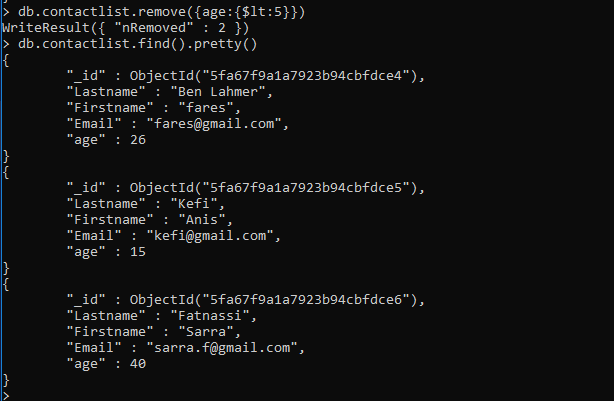 > db.contactlist.remove({age:{$lt:5}})
WriteResult({ "nRemoved" : 2 })
> db.contactlist.find().pretty()
{
        "_id" : ObjectId("5fa67f9a1a7923b94cbfdce4"),
        "Lastname" : "Ben Lahmer",
        "Firstname" : "fares",
        "Email" : "fares@gmail.com",
        "age" : 26
}
{
        "_id" : ObjectId("5fa67f9a1a7923b94cbfdce5"),
        "Lastname" : "Kefi",
        "Firstname" : "Anis",
        "Email" : "kefi@gmail.com",
        "age" : 15
}
{
        "_id" : ObjectId("5fa67f9a1a7923b94cbfdce6"),
        "Lastname" : "Fatnassi",
        "Firstname" : "Sarra",
        "Email" : "sarra.f@gmail.com",
        "age" : 40
}
>